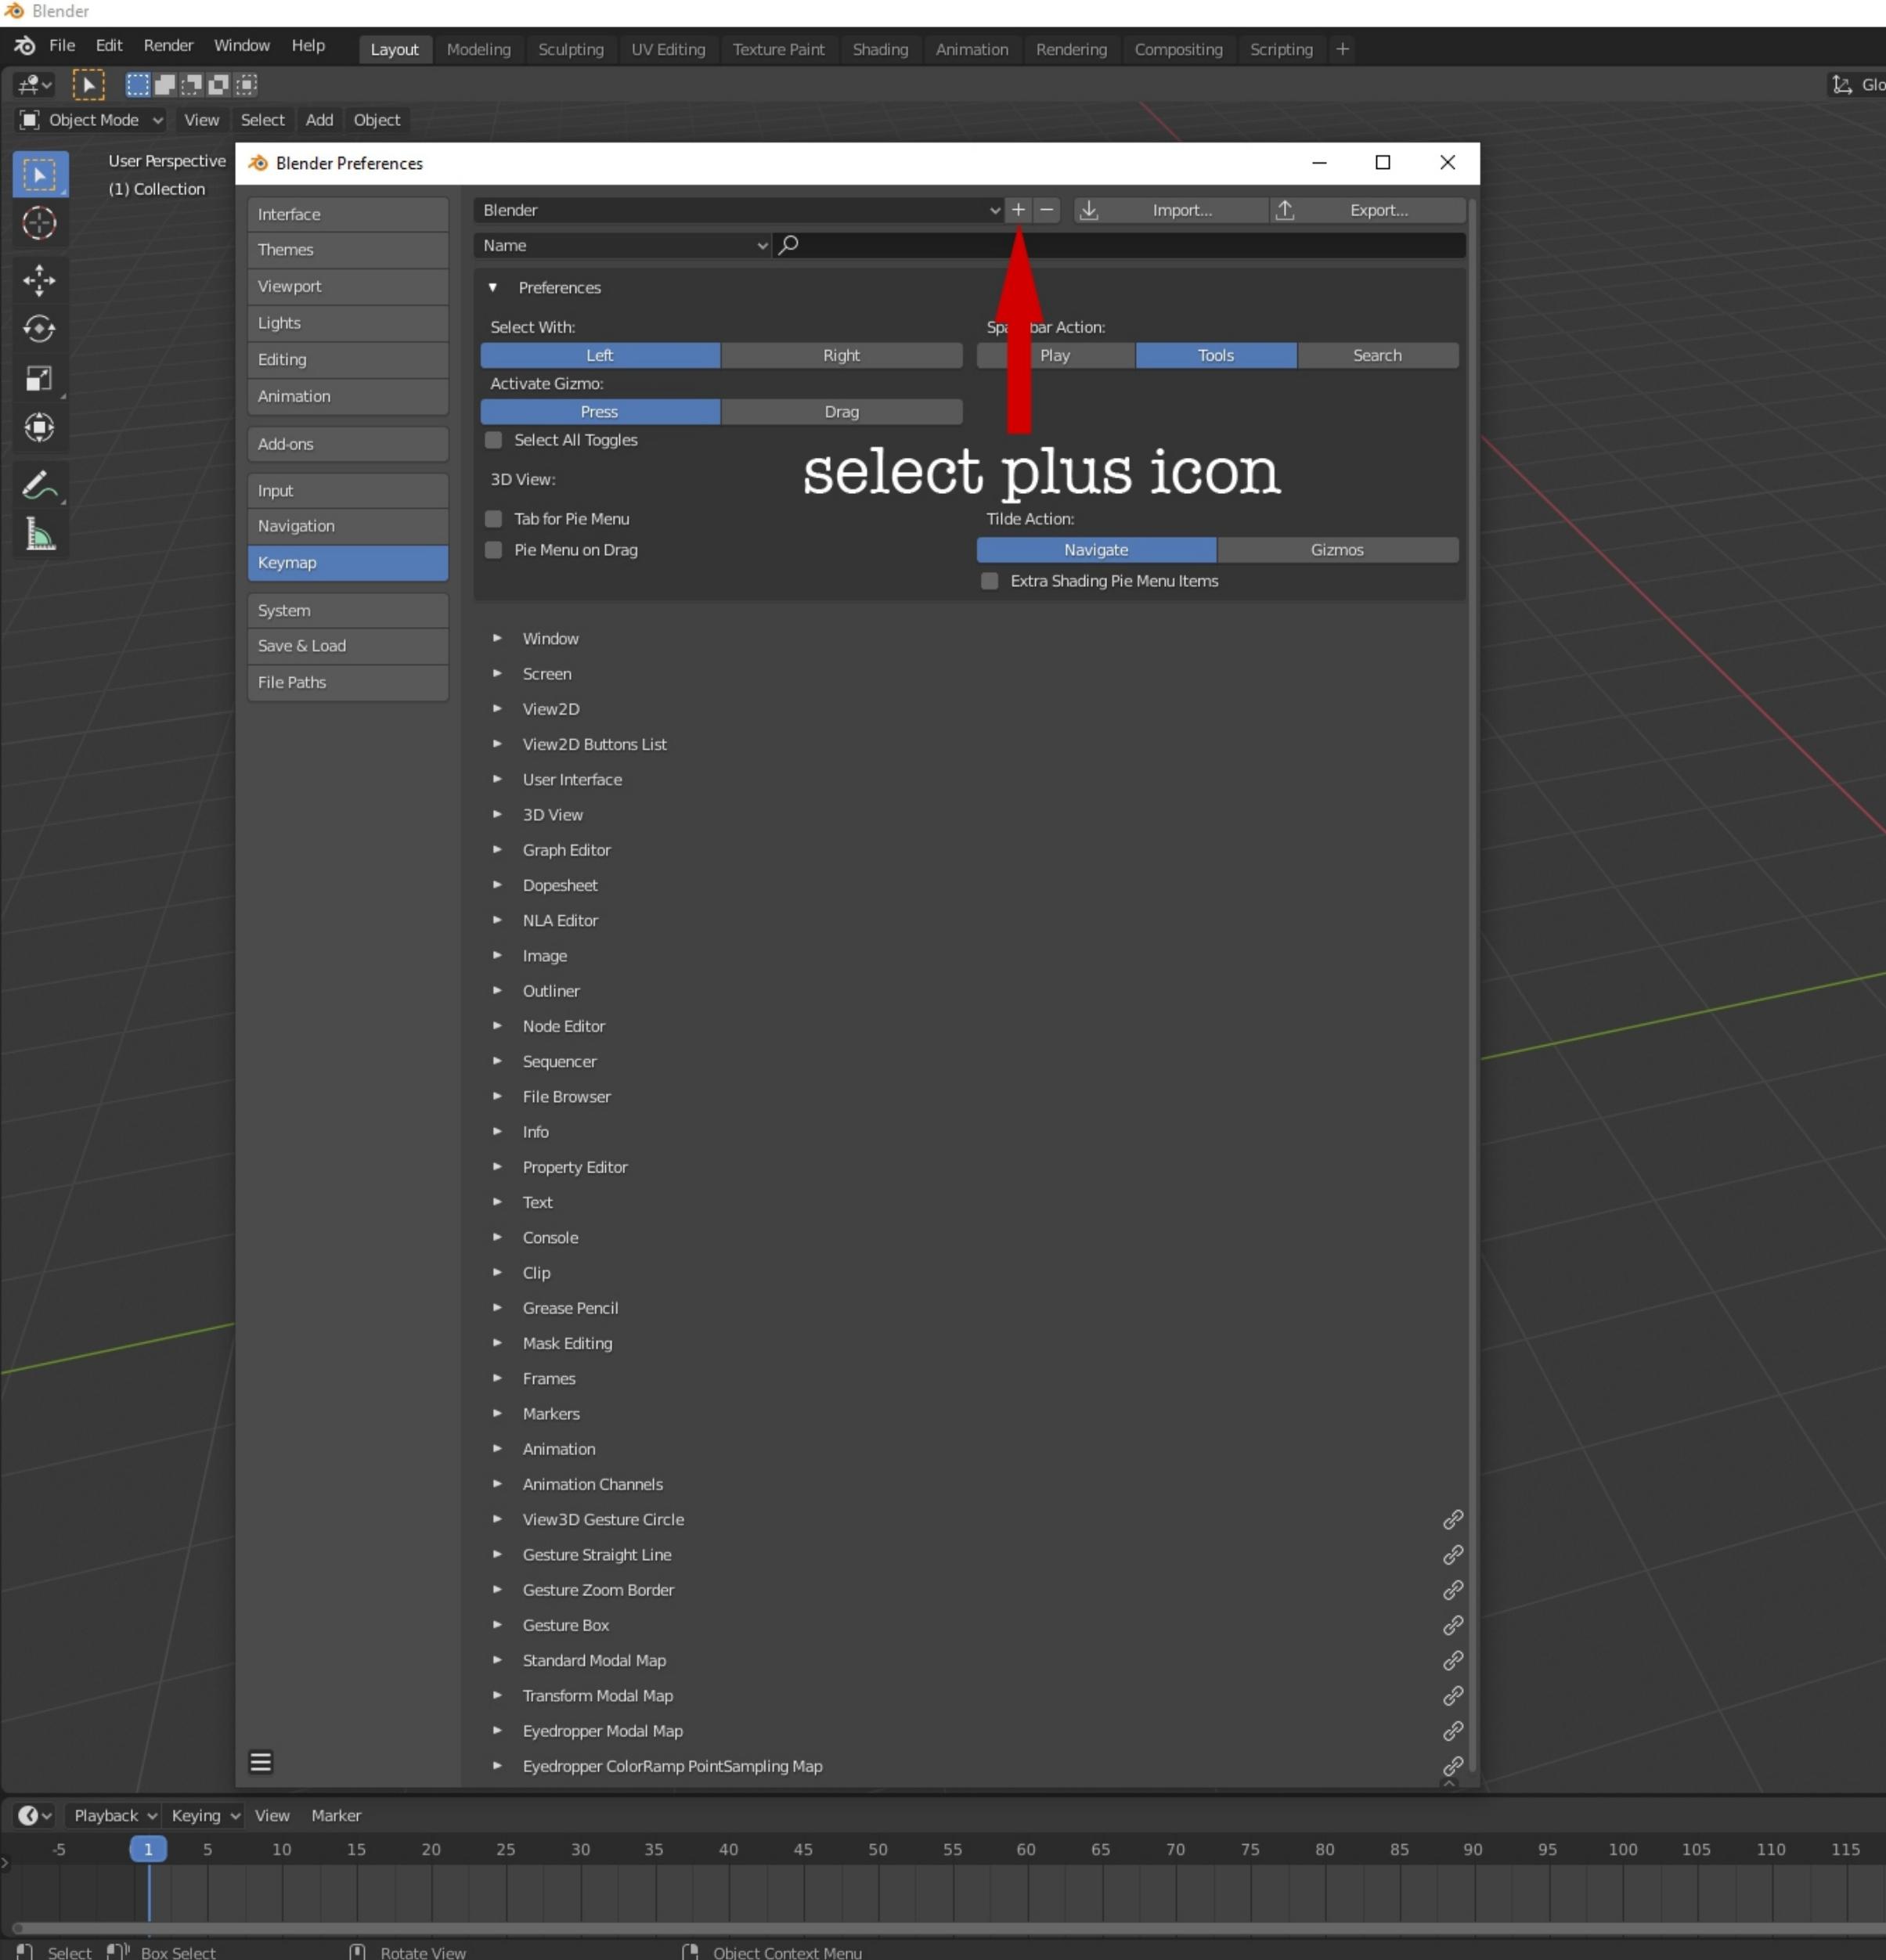 Blender
File Edit Render Window Help Layout Modeling Sculpting UV Editing Texture Paint Shading Animation Rendering Compositing Scripting +
Glo
Object Mode View Select Add Object
User Perspective
(1) Collection
Blender Preferences
Interface
Themes
Viewport
Lights
Editing
Animation
Add-ons
Input
Navigation
Keymap
System
Save & Load
File Paths
Blender + − Import... Export...
Name
Preferences
Select With:
Left Right
Activate Gizmo:
Press Drag
Select All Toggles
bar Action:
Play Tools Search
select plus icon
3D View:
Tab for Pie Menu
Pie Menu on Drag
Tilde Action:
Navigate Gizmos
Extra Shading Pie Menu Items
Window
Screen
View2D
View2D Buttons List
User Interface
3D View
Graph Editor
Dopesheet
NLA Editor
Image
Outliner
Node Editor
Sequencer
File Browser
Info
Property Editor
Text
Console
Clip
Grease Pencil
Mask Editing
Frames
Markers
Animation
Animation Channels
View3D Gesture Circle
Gesture Straight Line
Gesture Zoom Border
Gesture Box
Standard Modal Map
Transform Modal Map
Eyedropper Modal Map
Eyedropper ColorRamp PointSampling Map
Playback Keying View Marker
-5 1 5 10 15 20 25 30 35 40 45 50 55 60 65 70 75 80 85 90 95 100 105 110 115
Select Box Select Rotate View Object Context Menu